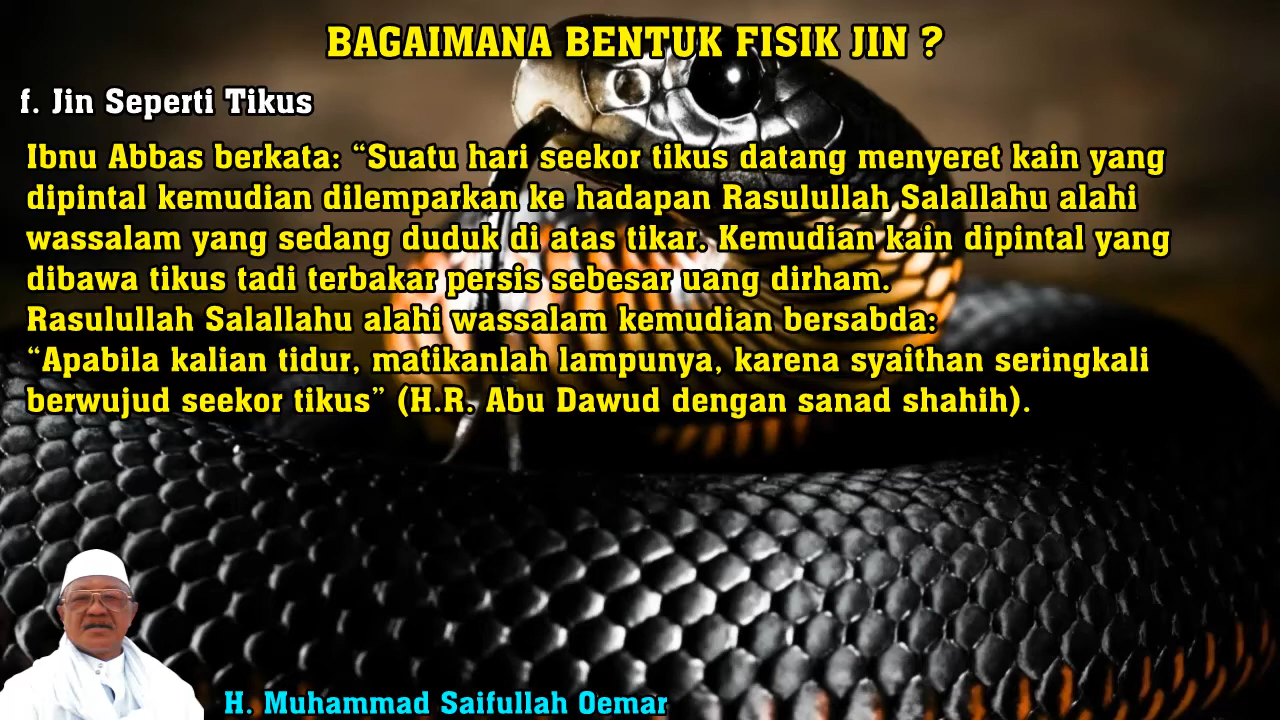 BAGAIMANA BENTUK FISIK JIN ?
f. Jin Seperti Tikus
Ibnu Abbas berkata: “Suatu hari seekor tikus datang menyeret kain yang
dipintal kemudian dilemparkan ke hadapan Rasulullah Salallahu alahi
wassalam yang sedang duduk di atas tikar. Kemudian kain dipintal yang
dibawa tikus tadi terbakar persis sebesar uang dirham.
Rasulullah Salallahu alahi wassalam kemudian bersabda:
“Apabila kalian tidur, matikanlah lampunya, karena syaithan seringkali
berwujud seekor tikus” (H.R. Abu Dawud dengan sanad shahih).
H. Muhammad Saifullah Oemar